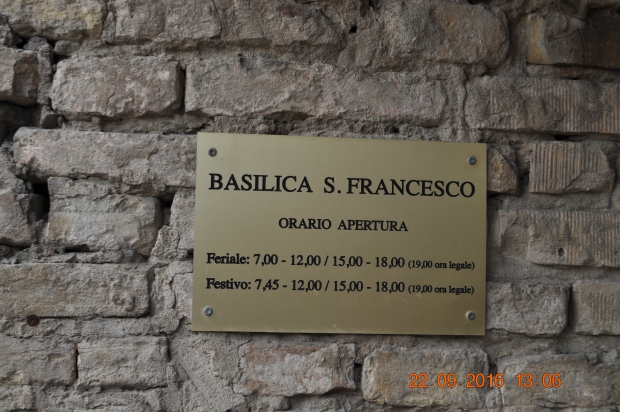 BASILICA S. FRANCESCO
ORARIO APERTURA
Feriale: 7,00 - 12,00 / 15,00 - 18,00 (19,00 ora legale)
Festivo: 7,45 - 12,00 / 15,00 - 18,00 (19,00 ora legale)
22.09.2016 13:06